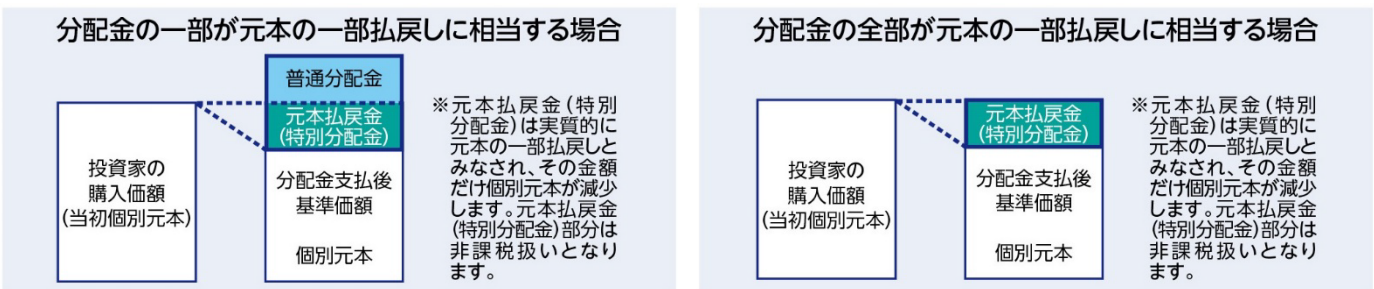 分配金の一部が元本の一部払戻しに相当する場合
普通分配金
元本払戻金
(特別分配金)
投資家の
購入価額
(当初個別元本)
分配金支払後
基準価額
個別元本
※元本払戻金(特別
分配金)は実質的に
元本の一部払戻しと
みなされ、その金額
だけ個別元本が減少
します。元本払戻金
(特別分配金)部分は
非課税扱いとなり
ます。
分配金の全部が元本の一部払戻しに相当する場合
元本払戻金
(特別分配金)
投資家の
購入価額
(当初個別元本)
分配金支払後
基準価額
個別元本
※元本払戻金(特別
分配金)は実質的に
元本の一部払戻しと
みなされ、その金額
だけ個別元本が減少
します。元本払戻金
(特別分配金)部分は
非課税扱いとなり
ます。